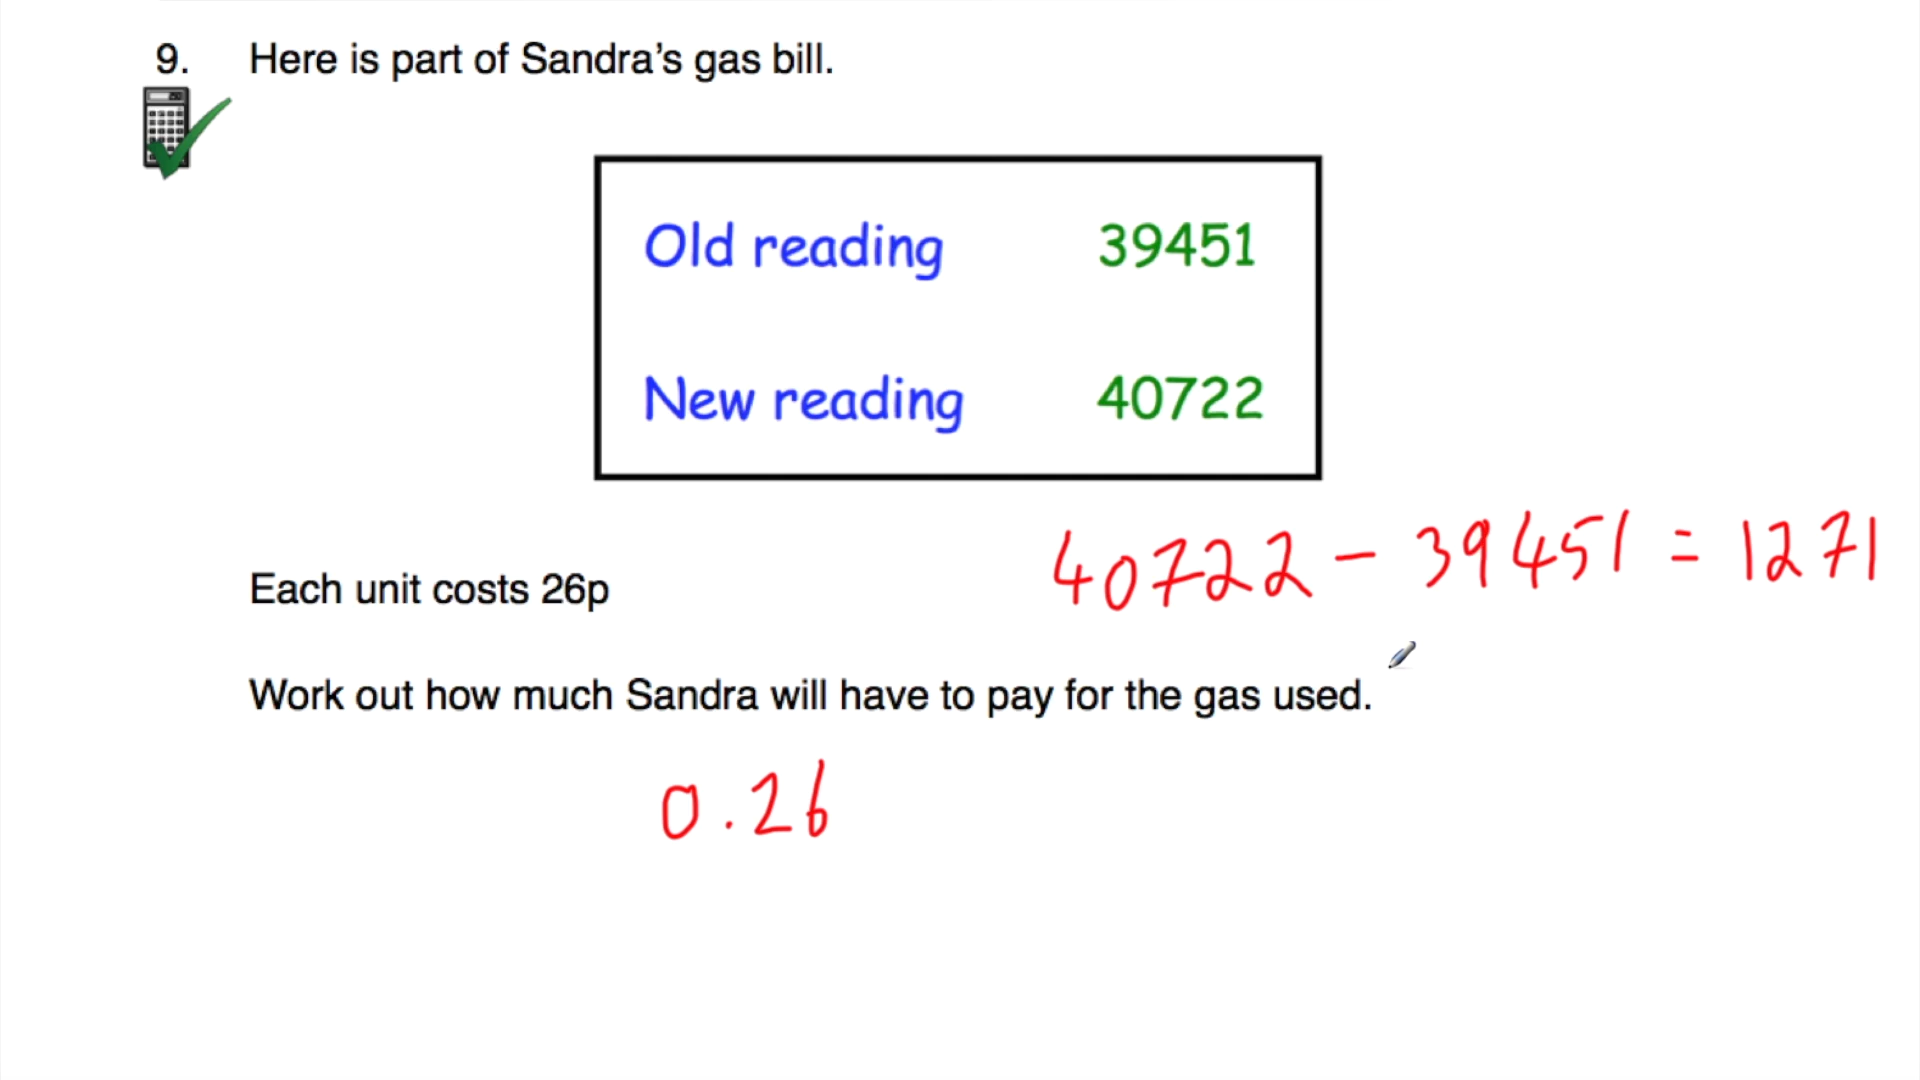 9. Here is part of Sandra's gas bill.
Old reading 39451
New reading 40722
40722 - 39451 = 1271
Each unit costs 26p
Work out how much Sandra will have to pay for the gas used.
0.26